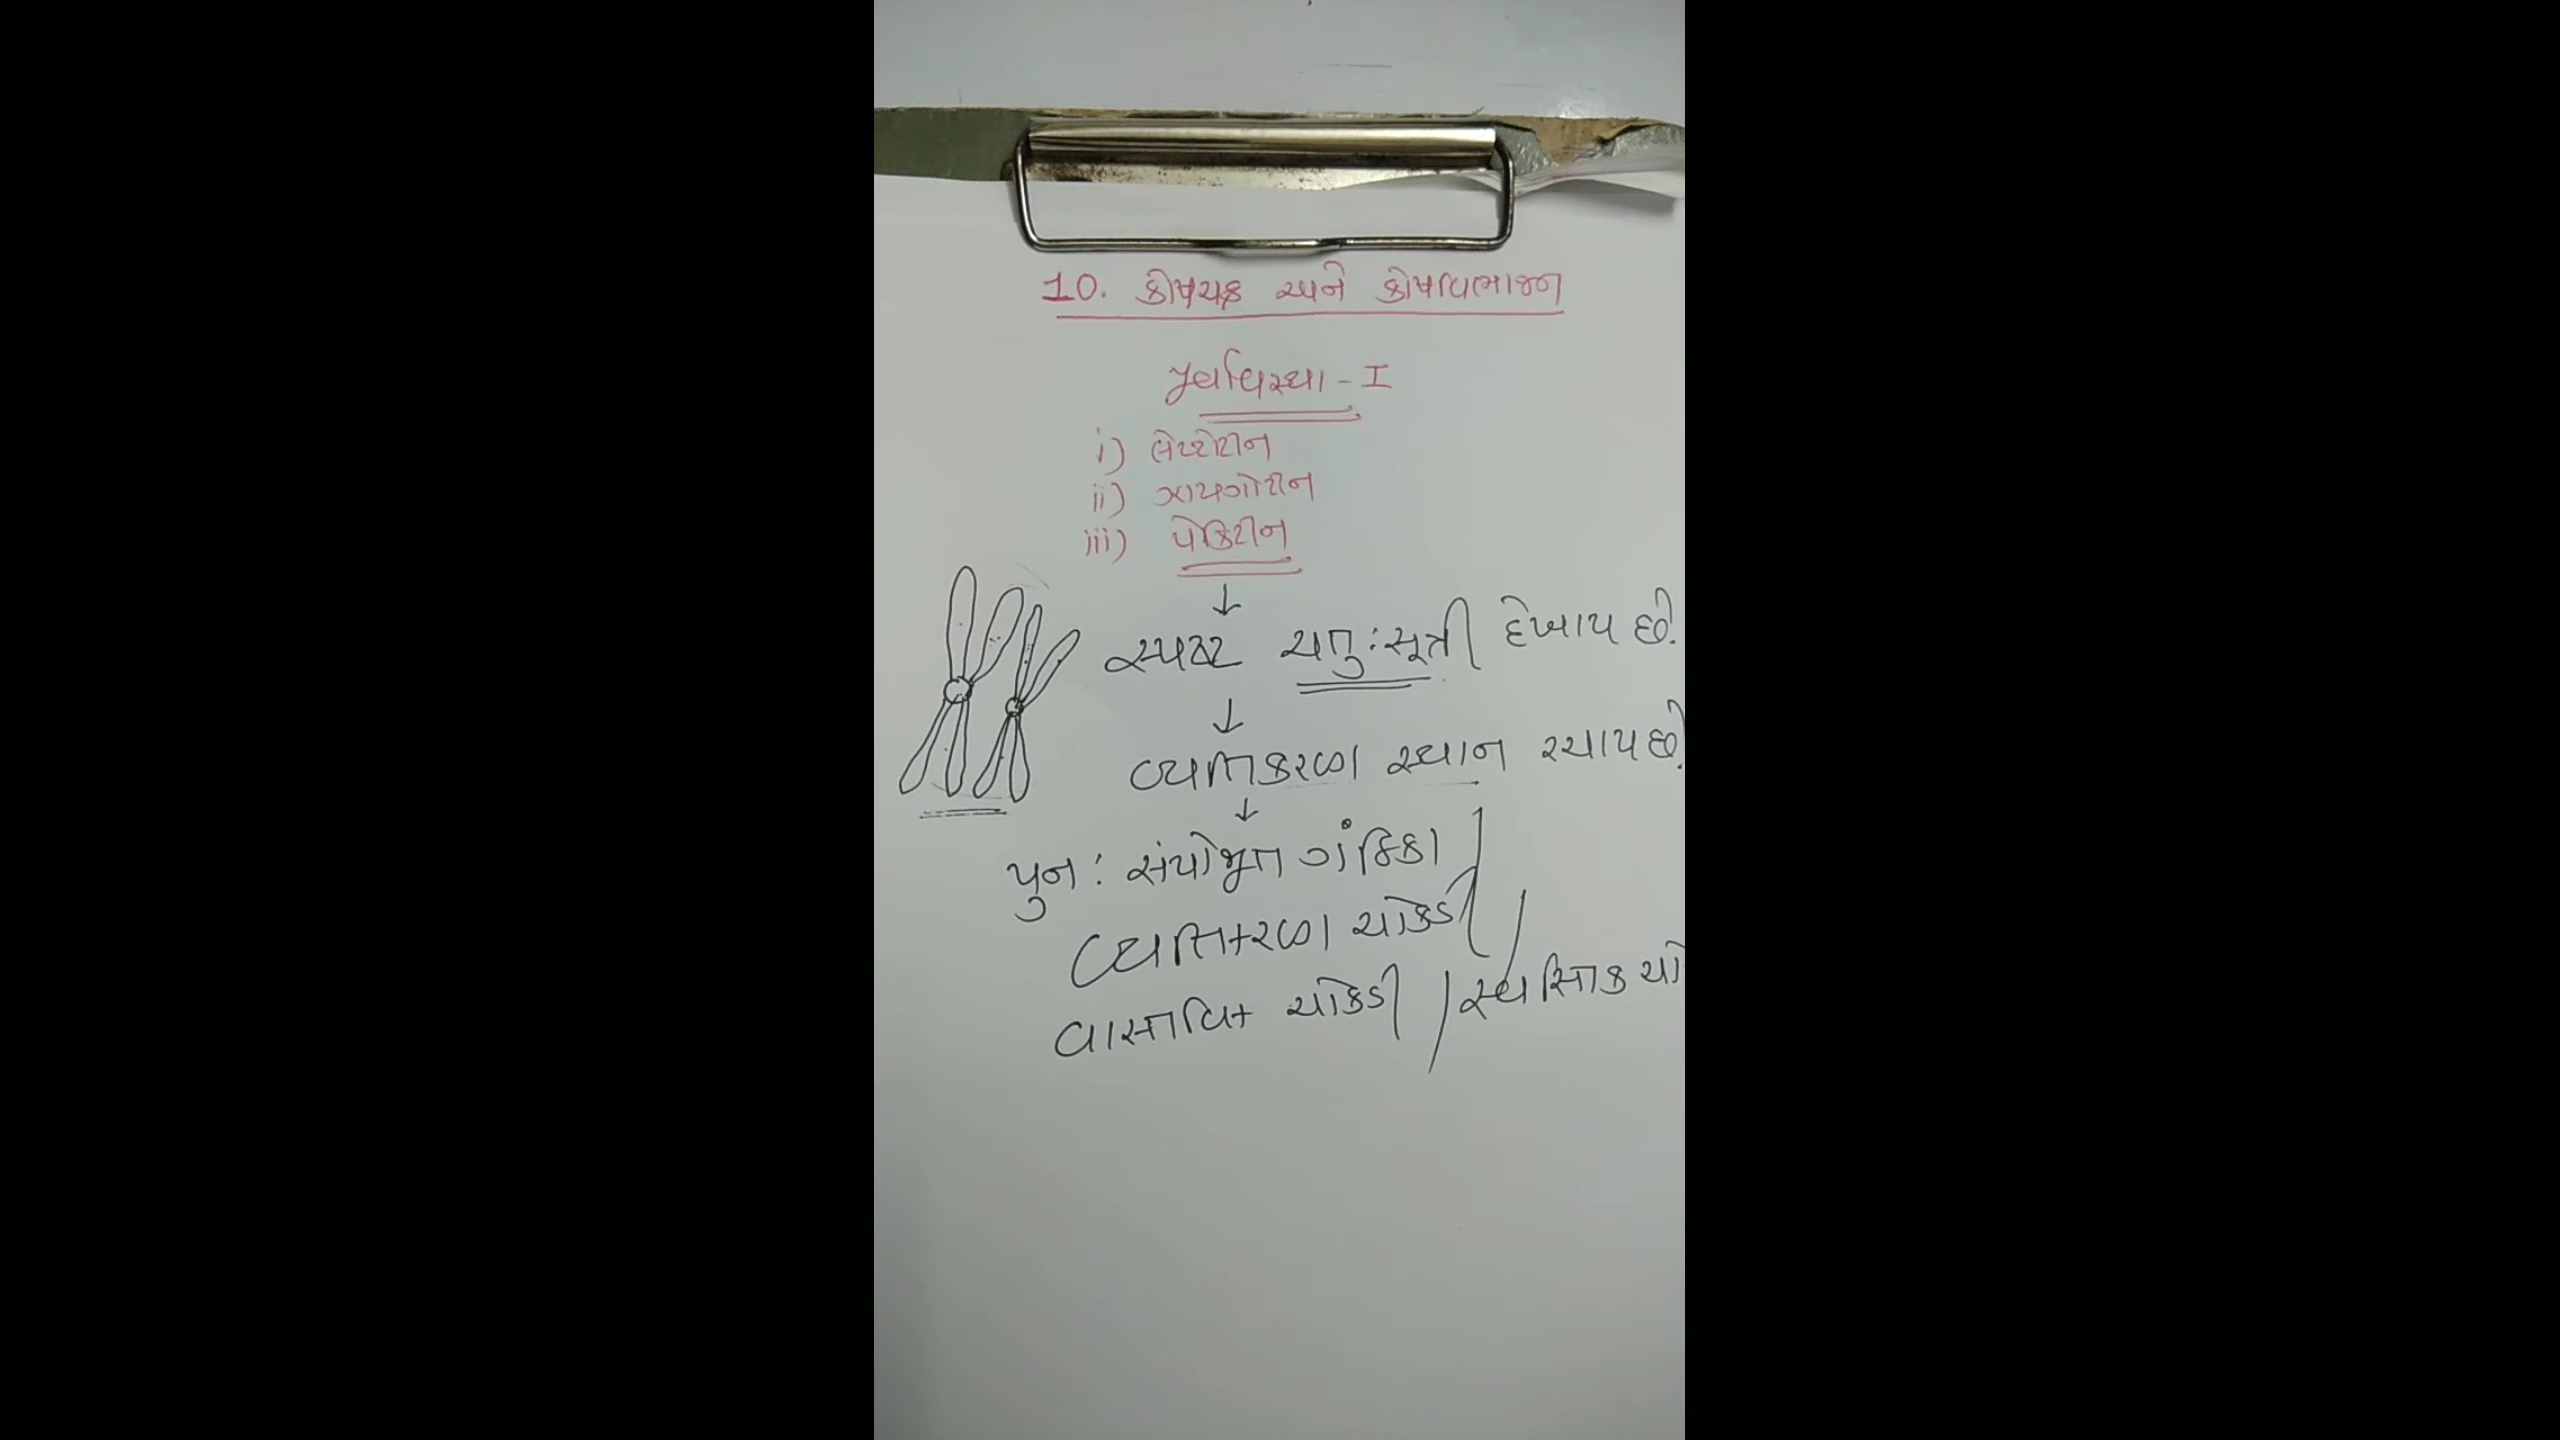 10. કોષચક્ર અને કોષવિભાજન
પૂર્વાવસ્થા - I
i) લેપ્ટોટીન
ii) ઝાયગોટીન
iii) પેકિટીન
↓
સ્પષ્ટ ચતુઃસૂત્રી દેખાય છે.
↓
વ્યતિકરણ સ્થાન રચાય છે.
↓
પુનઃ સંયોજીત ગંઠિકા /
વ્યતિકરણ ચોકડી /
વાસ્તવિક ચોકડી / સ્વસ્તિક